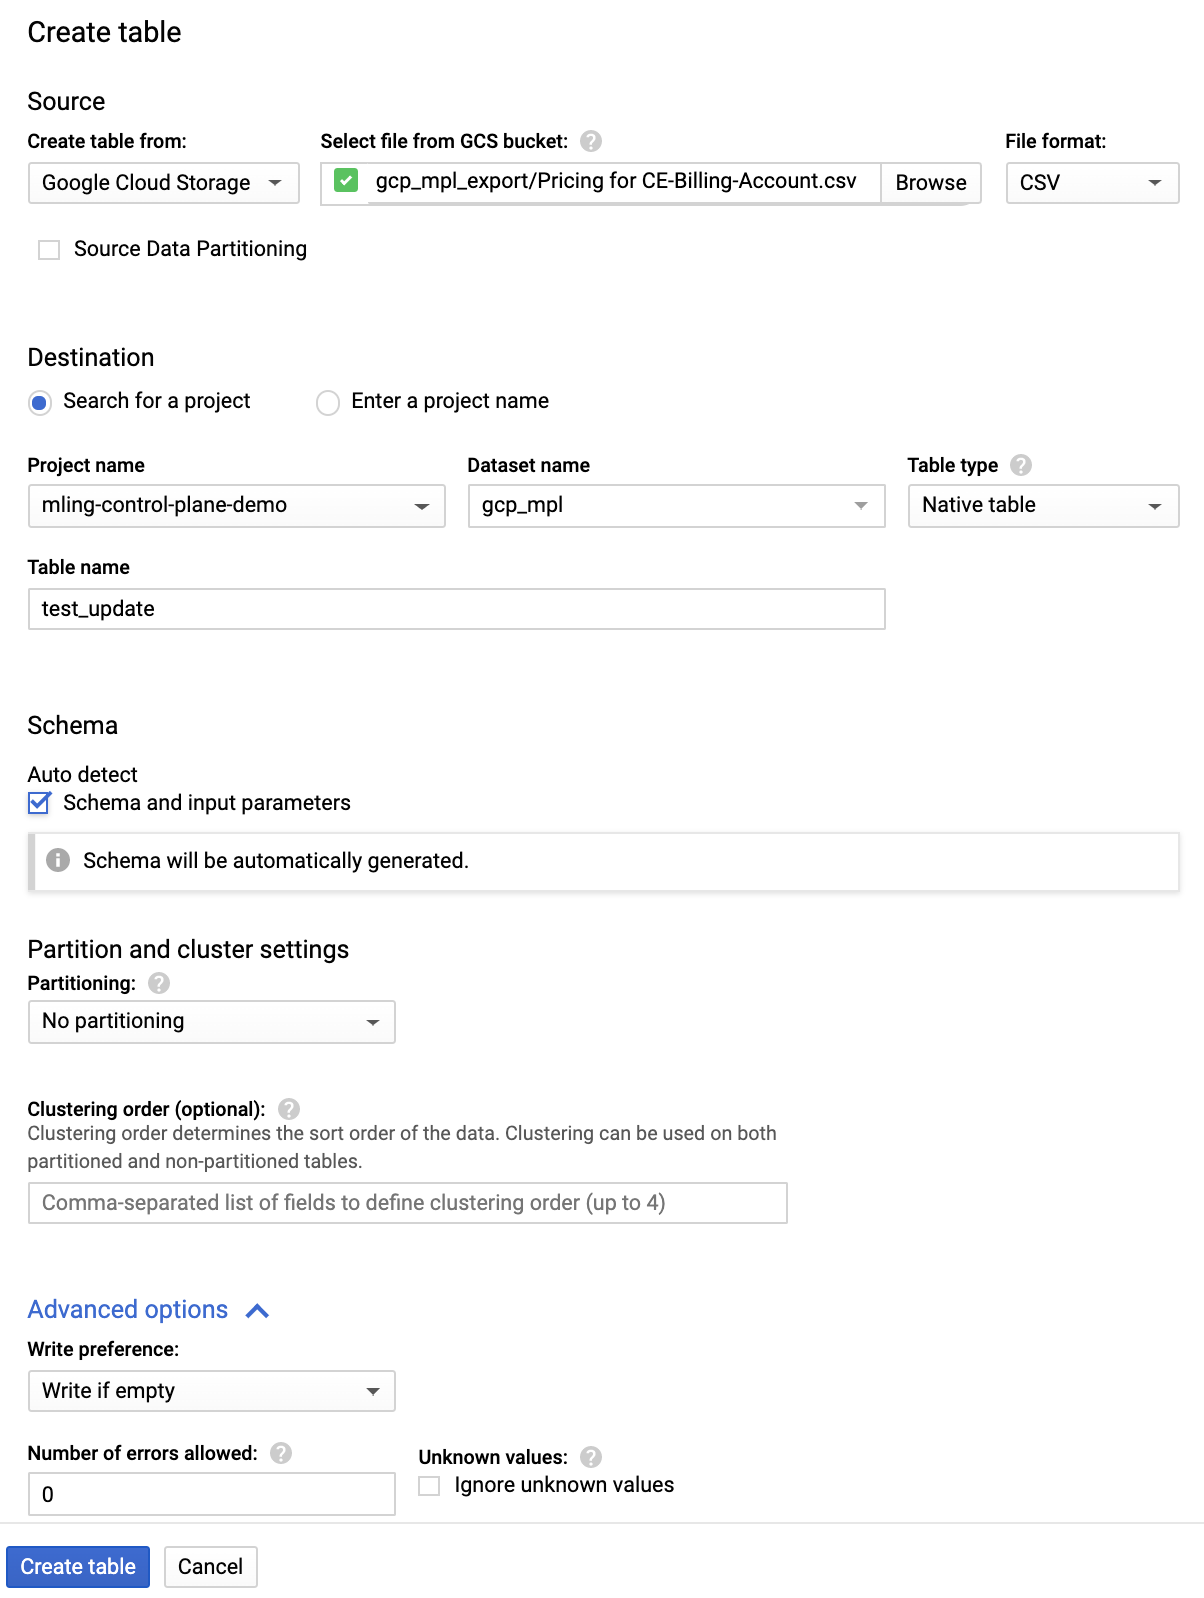 Create table
Source
Create table from: Select file from GCS bucket: ? File format:
Google Cloud Storage gcp_mpl_export/Pricing for CE-Billing-Account.csv Browse CSV
Source Data Partitioning
Destination
Search for a project Enter a project name
Project name Dataset name Table type ?
mling-control-plane-demo gcp_mpl Native table
Table name
test_update
Schema
Auto detect
Schema and input parameters
Schema will be automatically generated.
Partition and cluster settings
Partitioning: ?
No partitioning
Clustering order (optional): ?
Clustering order determines the sort order of the data. Clustering can be used on both
partitioned and non-partitioned tables.
Comma-separated list of fields to define clustering order (up to 4)
Advanced options
Write preference:
Write if empty
Number of errors allowed: ? Unknown values: ?
0 Ignore unknown values
Create table Cancel